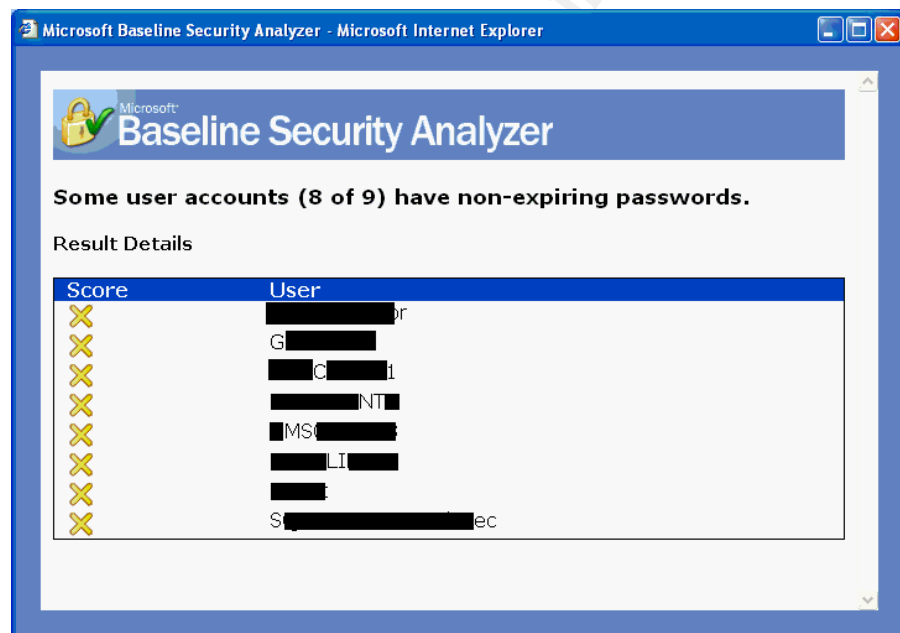 Microsoft Baseline Security Analyzer - Microsoft Internet Explorer
Microsoft
Baseline Security Analyzer
Some user accounts (8 of 9) have non-expiring passwords.
Result Details
Score User